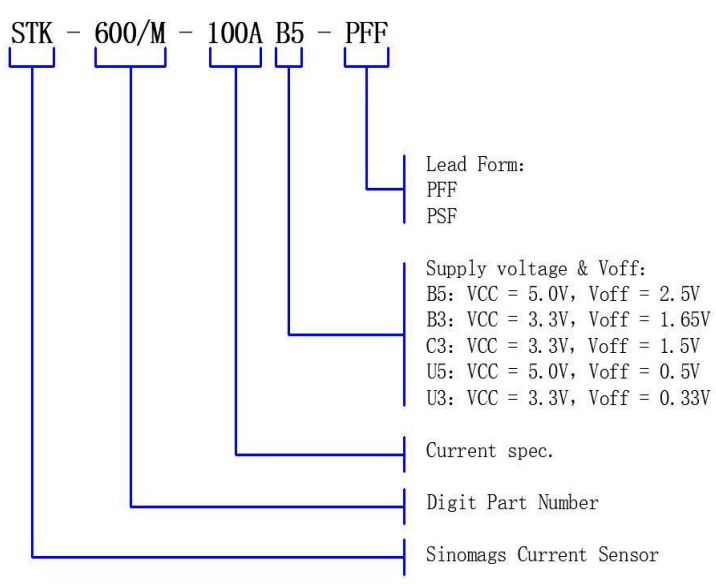 STK - 600/M - 100A B5 - PFF
Lead Form:
PFF
PSF
Supply voltage & Voff:
B5: VCC = 5.0V, Voff = 2.5V
B3: VCC = 3.3V, Voff = 1.65V
C3: VCC = 3.3V, Voff = 1.5V
U5: VCC = 5.0V, Voff = 0.5V
U3: VCC = 3.3V, Voff = 0.33V
Current spec.
Digit Part Number
Sinomags Current Sensor